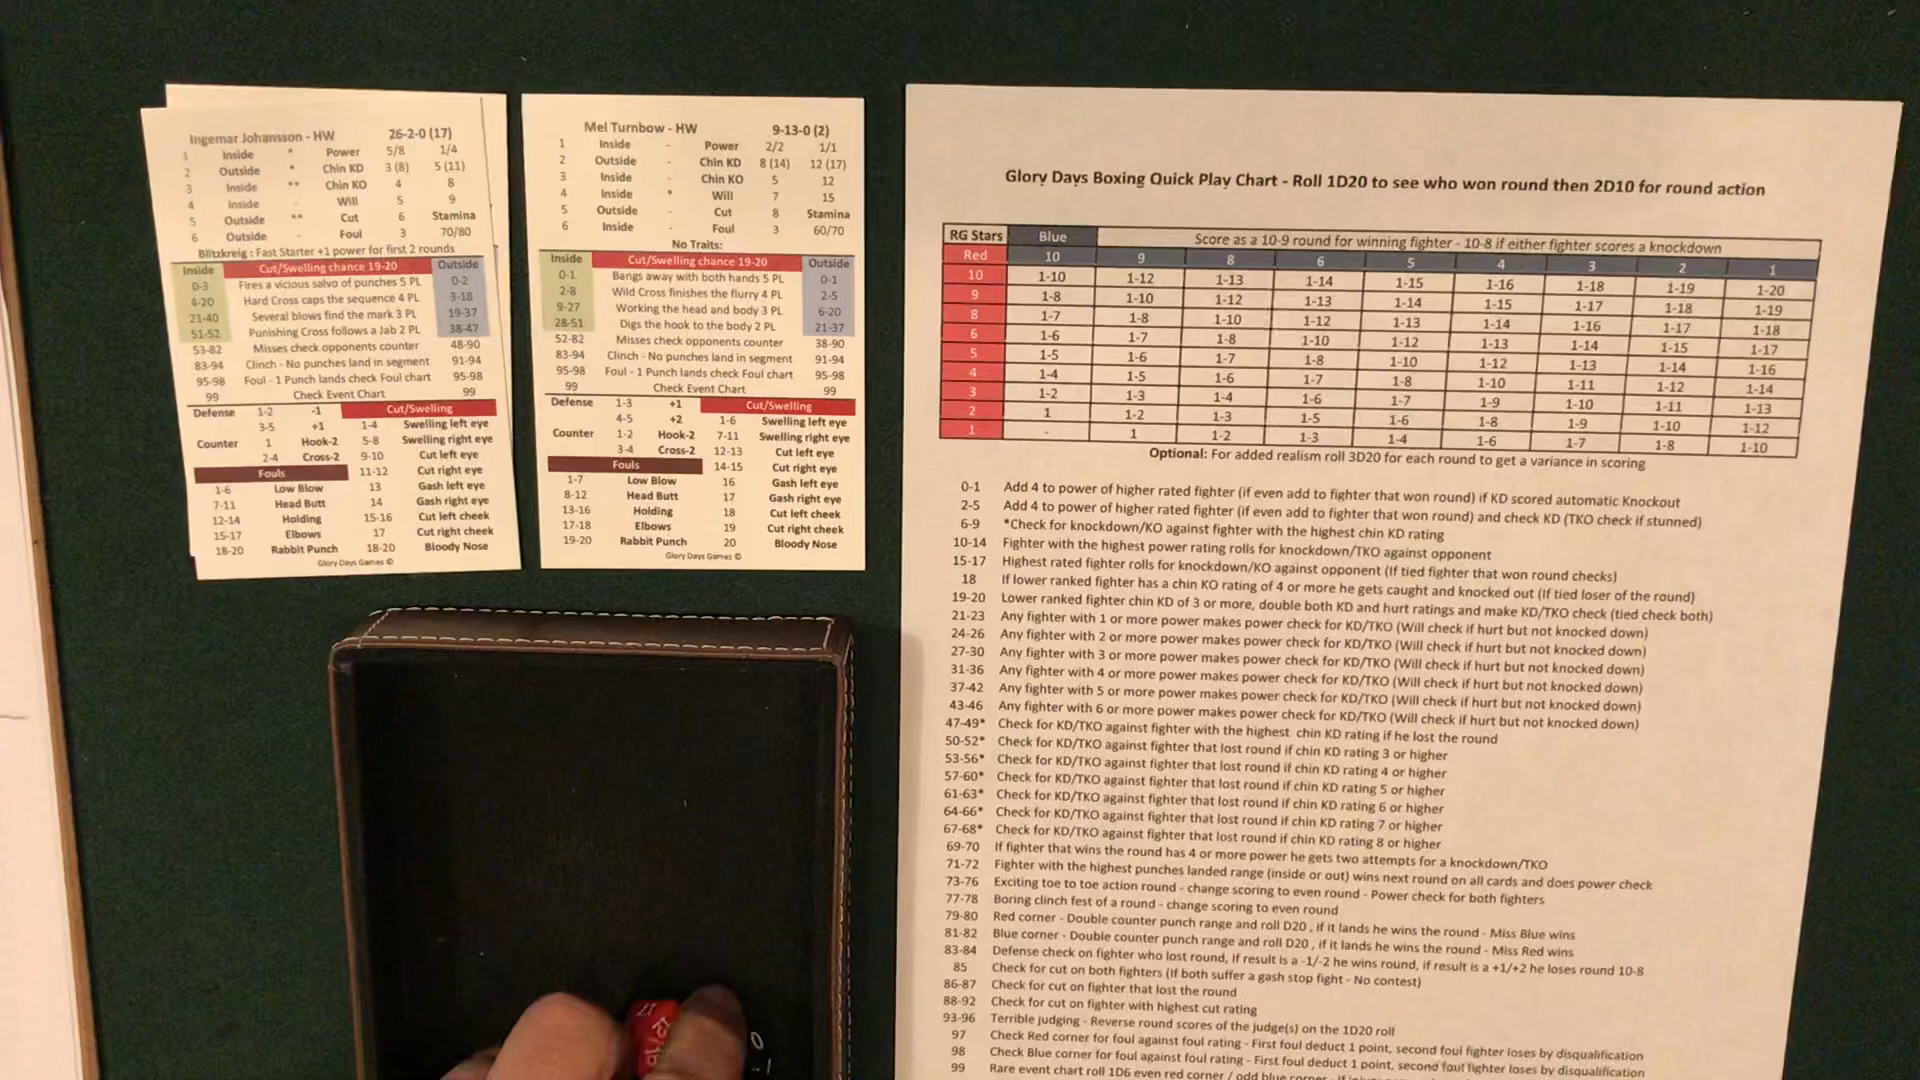 Ingemar Johansson - HW 26-2-0 (17)
1 Inside * Power 5/8 1/4
2 Outside * Chin KD 3 (8) 5 (11)
3 Inside ** Chin KO 4 8
4 Inside - Will 5 9
5 Outside ** Cut 6 Stamina
6 Outside - Foul 3 70/80
Blitzkreig : Fast Starter +1 power for first 2 rounds
Inside Cut/Swelling chance 19-20 Outside
0-3 Fires a vicious salvo of punches 5 PL 0-2
4-20 Hard Cross caps the sequence 4 PL 3-18
21-40 Several blows find the mark 3 PL 19-37
51-52 Punishing Cross follows a Jab 2 PL 38-47
53-82 Misses check opponents counter 48-90
83-94 Clinch - No punches land in segment 91-94
95-98 Foul - 1 Punch lands check Foul chart 95-98
99 Check Event Chart 99
Defense 1-2 -1 Cut/Swelling
3-5 +1 1-4 Swelling left eye
Counter 1 Hook-2 5-8 Swelling right eye
2-4 Cross-2 9-10 Cut left eye
Fouls 11-12 Cut right eye
1-6 Low Blow 13 Gash left eye
7-11 Head Butt 14 Gash right eye
12-14 Holding 15-16 Cut left cheek
15-17 Elbows 17 Cut right cheek
18-20 Rabbit Punch 18-20 Bloody Nose
Glory Days Games ©
Mel Turnbow - HW 9-13-0 (2)
1 Inside - Power 2/2 1/1
2 Outside - Chin KD 8 (14) 12 (17)
3 Inside - Chin KO 5 12
4 Inside * Will 7 15
5 Outside - Cut 8 Stamina
6 Inside - Foul 3 60/70
No Traits:
Inside Cut/Swelling chance 19-20 Outside
0-1 Bangs away with both hands 5 PL 0-1
2-8 Wild Cross finishes the flurry 4 PL 2-5
9-27 Working the head and body 3 PL 6-20
28-51 Digs the hook to the body 2 PL 21-37
52-82 Misses check opponents counter 38-90
83-94 Clinch - No punches land in segment 91-94
95-98 Foul - 1 Punch lands check Foul chart 95-98
99 Check Event Chart 99
Defense 1-3 +1 Cut/Swelling
4-5 +2 1-6 Swelling left eye
Counter 1-2 Hook-2 7-11 Swelling right eye
3-4 Cross-2 12-13 Cut left eye
Fouls 14-15 Cut right eye
1-7 Low Blow 16 Gash left eye
8-12 Head Butt 17 Gash right eye
13-16 Holding 18 Cut left cheek
17-18 Elbows 19 Cut right cheek
19-20 Rabbit Punch 20 Bloody Nose
Glory Days Games ©
Glory Days Boxing Quick Play Chart - Roll 1D20 to see who won round then 2D10 for round action
RG Stars Blue Score as a 10-9 round for winning fighter - 10-8 if either fighter scores a knockdown
Red 10 9 8 6 5 4 3 2 1
10 1-10 1-12 1-13 1-14 1-15 1-16 1-18 1-19 1-20
9 1-8 1-10 1-12 1-13 1-14 1-15 1-17 1-18 1-19
8 1-7 1-8 1-10 1-12 1-13 1-14 1-16 1-17 1-18
6 1-6 1-7 1-8 1-10 1-12 1-13 1-14 1-15 1-17
5 1-5 1-6 1-7 1-8 1-10 1-12 1-13 1-14 1-16
4 1-4 1-5 1-6 1-7 1-8 1-10 1-11 1-12 1-14
3 1-2 1-3 1-4 1-6 1-7 1-9 1-10 1-11 1-13
2 1 1-2 1-3 1-5 1-6 1-8 1-9 1-10 1-12
1 - 1 1-2 1-3 1-4 1-6 1-7 1-8 1-10
Optional: For added realism roll 3D20 for each round to get a variance in scoring
0-1 Add 4 to power of higher rated fighter (if even add to fighter that won round) if KD scored automatic Knockout
2-5 Add 4 to power of higher rated fighter (if even add to fighter that won round) and check KD (TKO check if stunned)
6-9 *Check for knockdown/KO against fighter with the highest chin KD rating
10-14 Fighter with the highest power rating rolls for knockdown/TKO against opponent
15-17 Highest rated fighter rolls for knockdown/KO against opponent (If tied fighter that won round checks)
18 If lower ranked fighter has a chin KO rating of 4 or more he gets caught and knocked out (If tied loser of the round)
19-20 Lower ranked fighter chin KD of 3 or more, double both KD and hurt ratings and make KD/TKO check (tied check both)
21-23 Any fighter with 1 or more power makes power check for KD/TKO (Will check if hurt but not knocked down)
24-26 Any fighter with 2 or more power makes power check for KD/TKO (Will check if hurt but not knocked down)
27-30 Any fighter with 3 or more power makes power check for KD/TKO (Will check if hurt but not knocked down)
31-36 Any fighter with 4 or more power makes power check for KD/TKO (Will check if hurt but not knocked down)
37-42 Any fighter with 5 or more power makes power check for KD/TKO (Will check if hurt but not knocked down)
43-46 Any fighter with 6 or more power makes power check for KD/TKO (Will check if hurt but not knocked down)
47-49* Check for KD/TKO against fighter with the highest chin KD rating if he lost the round
50-52* Check for KD/TKO against fighter that lost round if chin KD rating 3 or higher
53-56* Check for KD/TKO against fighter that lost round if chin KD rating 4 or higher
57-60* Check for KD/TKO against fighter that lost round if chin KD rating 5 or higher
61-63* Check for KD/TKO against fighter that lost round if chin KD rating 6 or higher
64-66* Check for KD/TKO against fighter that lost round if chin KD rating 7 or higher
67-68* Check for KD/TKO against fighter that lost round if chin KD rating 8 or higher
69-70 If fighter that wins the round has 4 or more power he gets two attempts for a knockdown/TKO
71-72 Fighter with the highest punches landed range (inside or out) wins next round on all cards and does power check
73-76 Exciting toe to toe action round - change scoring to even round - Power check for both fighters
77-78 Boring clinch fest of a round - change scoring to even round
79-80 Red corner - Double counter punch range and roll D20 , if it lands he wins the round - Miss Blue wins
81-82 Blue corner - Double counter punch range and roll D20 , if it lands he wins the round - Miss Red wins
83-84 Defense check on fighter who lost round, If result is a -1/-2 he wins round, if result is a +1/+2 he loses round 10-8
85 Check for cut on both fighters (If both suffer a gash stop fight - No contest)
86-87 Check for cut on fighter that lost the round
88-92 Check for cut on fighter with highest cut rating
93-96 Terrible judging - Reverse round scores of the judge(s) on the 1D20 roll
97 Check Red corner for foul against foul rating - First foul deduct 1 point, second foul fighter loses by disqualification
98 Check Blue corner for foul against foul rating - First foul deduct 1 point, second foul fighter loses by disqualification
99 Rare event chart roll 1D6 even red corner / odd blue corner
17
12